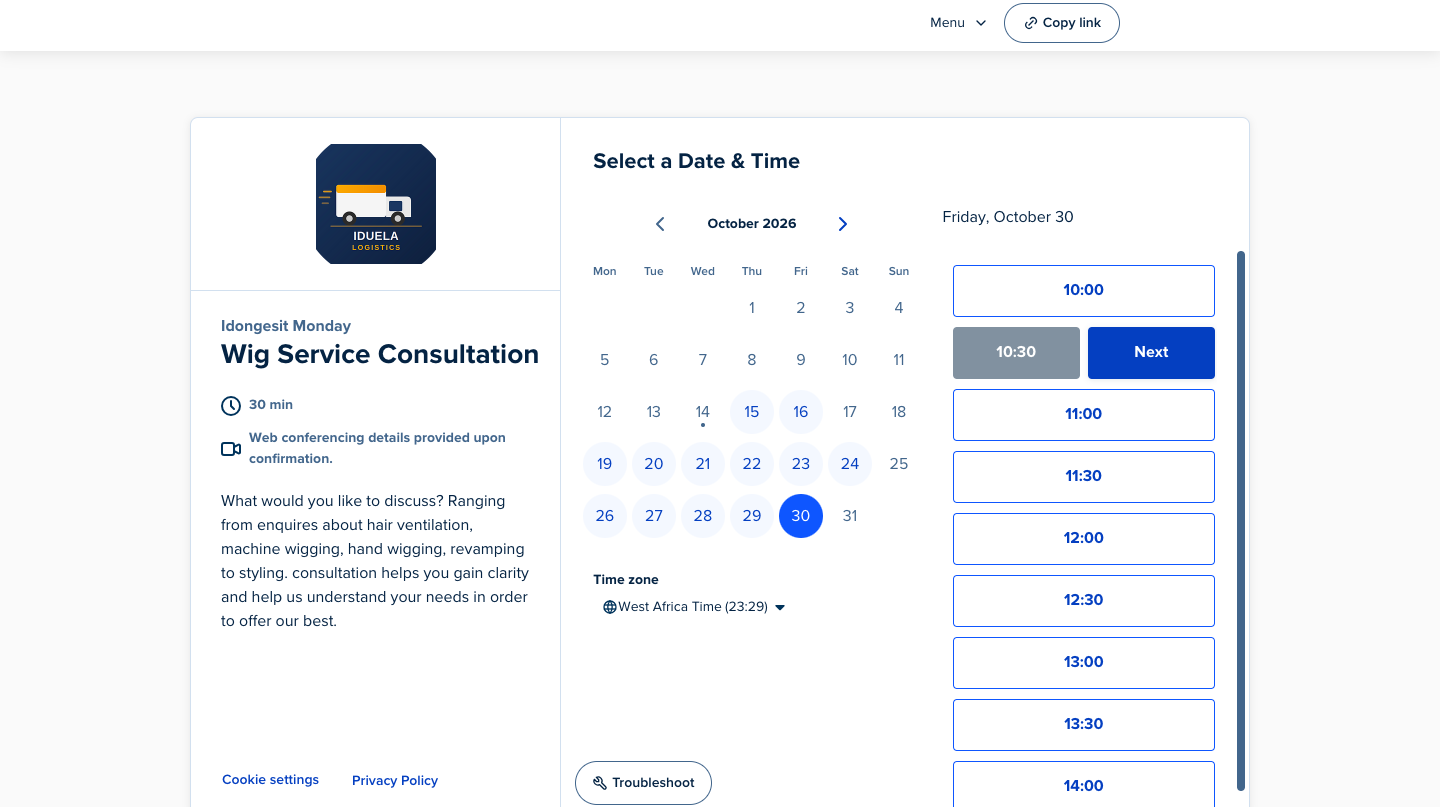 Menu
Copy link
IDUELA
LOGISTICS
Idongesit Monday
Wig Service Consultation
30 min
Web conferencing details provided upon
confirmation.
What would you like to discuss? Ranging
from enquires about hair ventilation,
machine wigging, hand wigging, revamping
to styling. consultation helps you gain clarity
and help us understand your needs in order
to offer our best.
Cookie settings
Privacy Policy
Select a Date & Time
October 2026
Mon Tue Wed Thu Fri Sat Sun
1 2 3 4
5 6 7 8 9 10 11
12 13 14 15 16 17 18
19 20 21 22 23 24 25
26 27 28 29 30 31
Time zone
West Africa Time (23:29)
Troubleshoot
Friday, October 30
10:00
10:30 Next
11:00
11:30
12:00
12:30
13:00
13:30
14:00